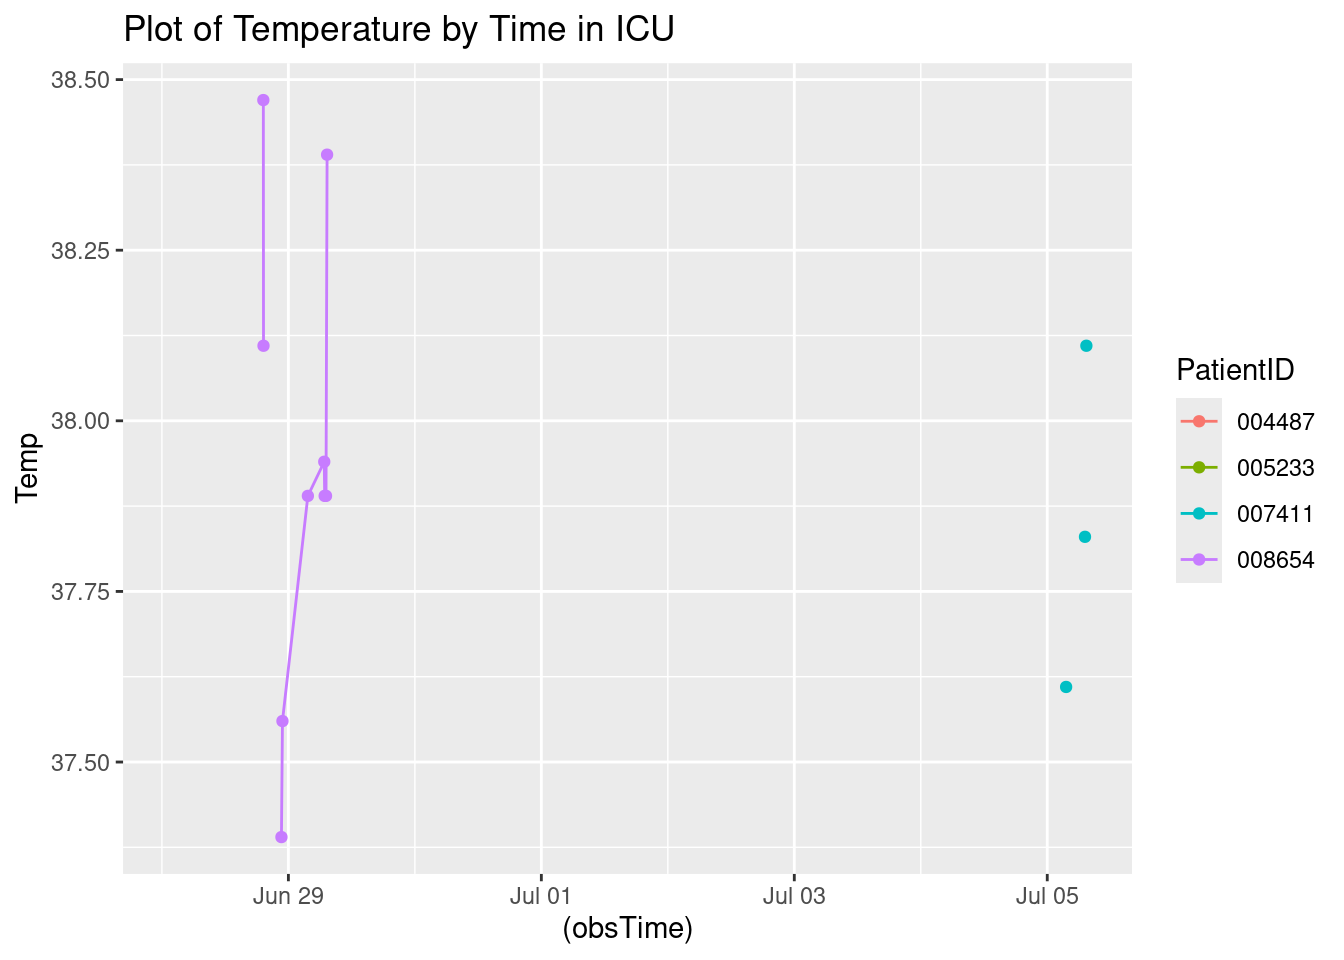 Plot of Temperature by Time in ICU
38.50
38.25
38.00
37.75
37.50
Temp
Jun 29
Jul 01
Jul 03
Jul 05
(obsTime)
PatientID
004487
005233
007411
008654